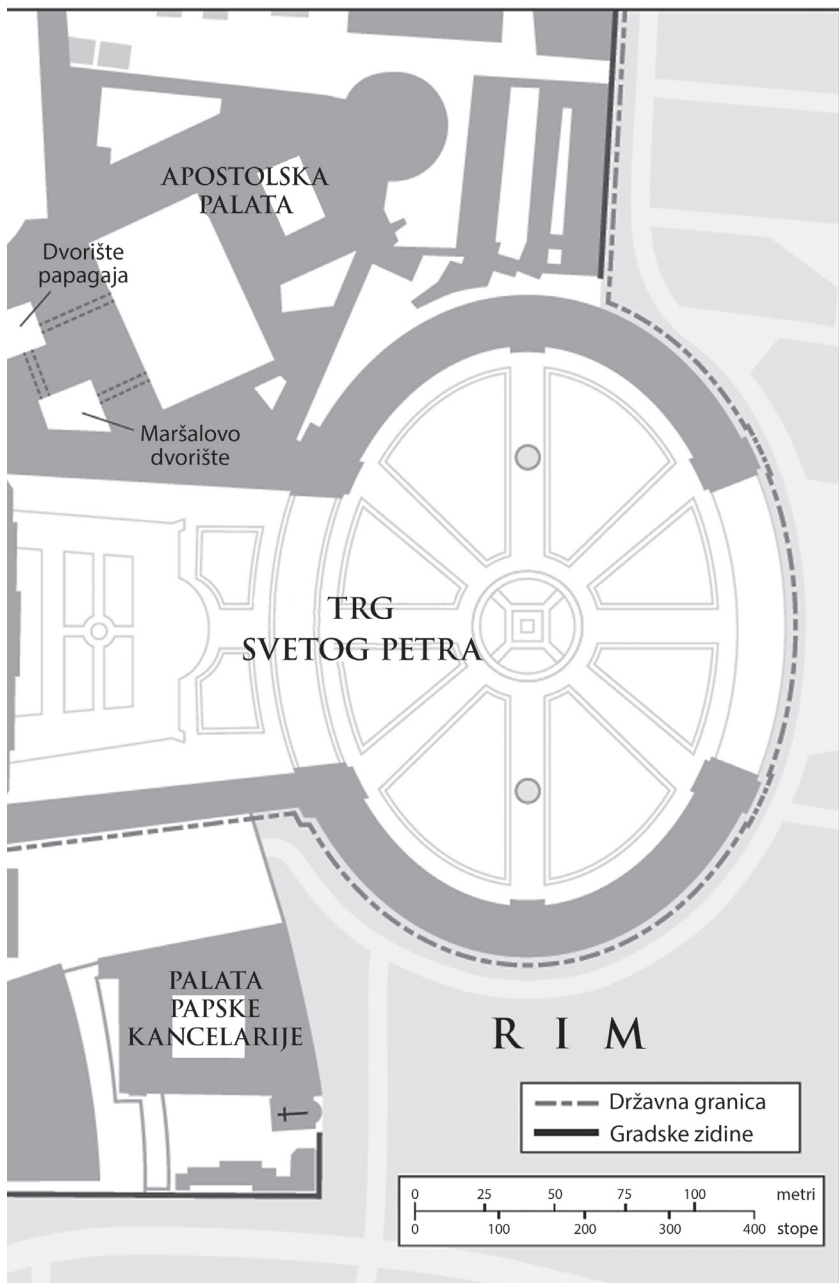 APOSTOLSKA
PALATA
Dvorište
papagaja
Maršalovo
dvorište
TRG
SVETOG PETRA
PALATA
PAPSKE
KANCELARIJE
R I M
Državna granica
Gradske zidine
0 25 50 75 100 metri
0 100 200 300 400 stope